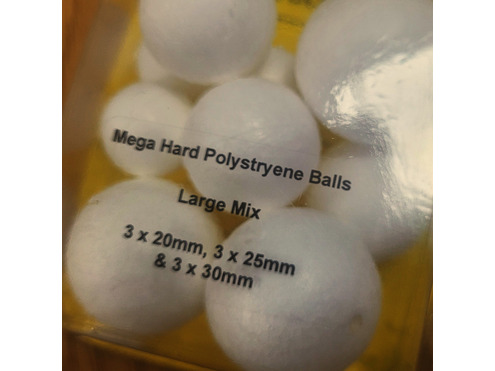 Mega Hard Polystryene Balls
Large Mix
3 x 20mm, 3 x 25mm
& 3 x 30mm